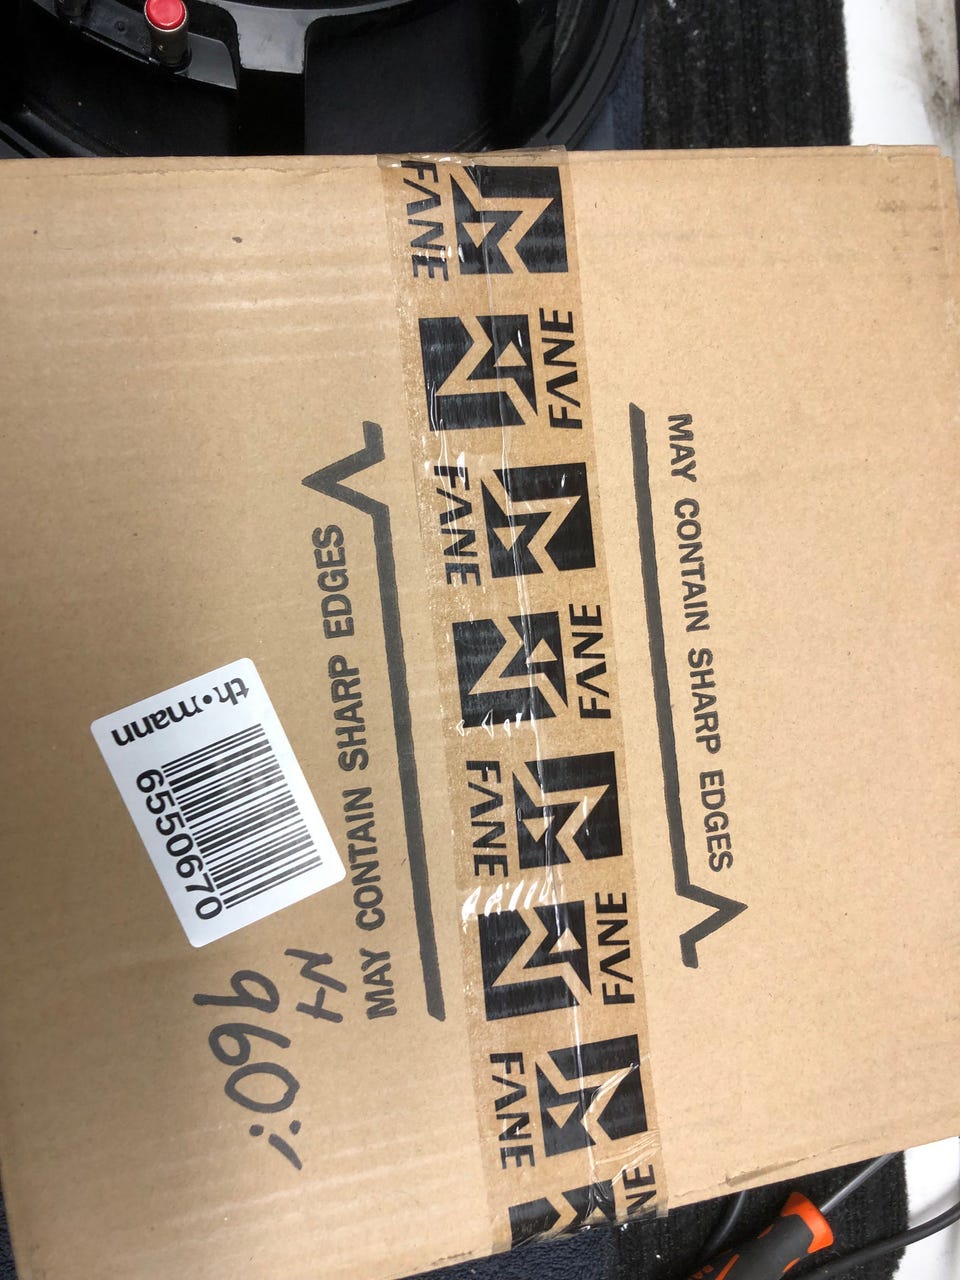 FANE
FANE
FANE
FANE
FANE
FANE
FANE
NE
MAY CONTAIN SHARP EDGES
MAY CONTAIN SHARP EDGES
th•mann
6550670
960:-